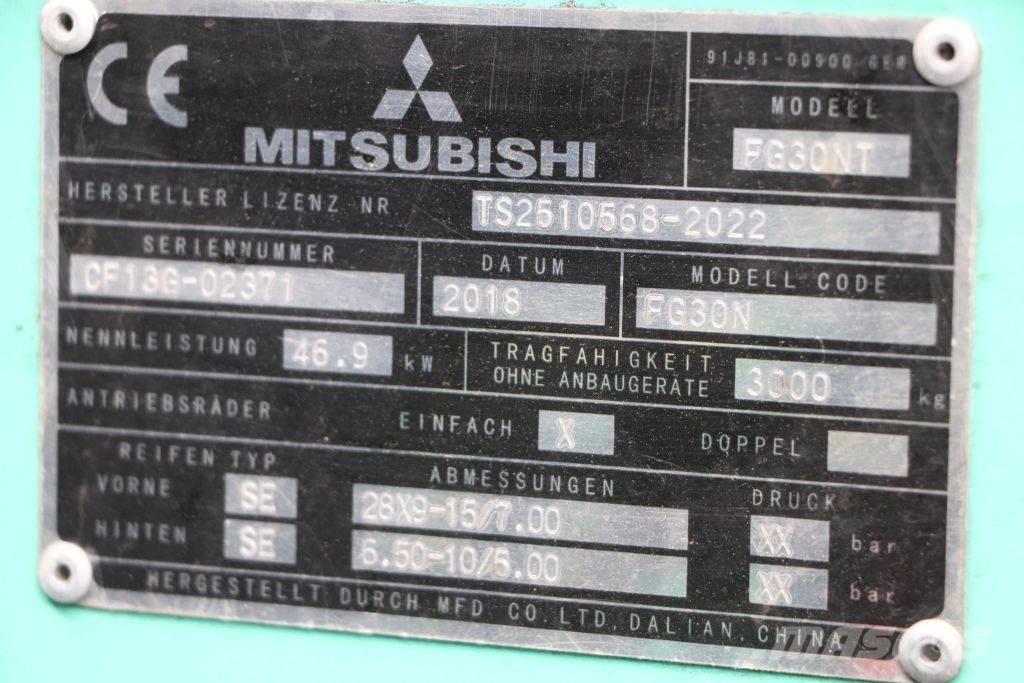 CE
MITSUBISHI
91J81-00900 GEM
MODELL
FG30NT
HERSTELLER LIZENZ NR TS2510568-2022
SERIENNUMMER
CF13G-02371
DATUM
2018
MODELL CODE
FG30N
NENNLEISTUNG 46.9 kW
TRAGFÄHIGKEIT
OHNE ANBAUGERÄTE
3000 kg
ANTRIEBSRÄDER EINFACH X DOPPEL
REIFEN TYP ABMESSUNGEN DRUCK
VORNE SE 28X9-15/7.00 XX bar
HINTEN SE 6.50-10/5.00 XX bar
HERGESTELLT DURCH MFD CO.LTD.DALIAN.CHINA
mascus